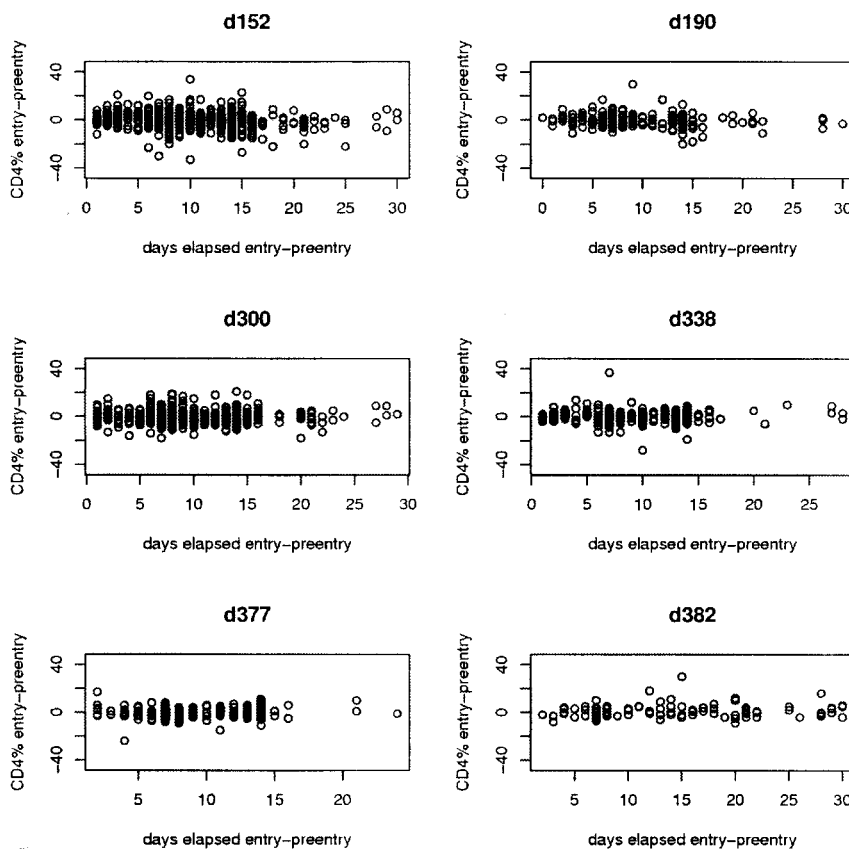 d152
CD4% entry−preentry
40
0
−40
0 5 10 15 20 25 30
days elapsed entry−preentry
d190
CD4% entry−preentry
40
0
−40
0 5 10 15 20 25 30
days elapsed entry−preentry
d300
CD4% entry−preentry
40
0
−40
0 5 10 15 20 25 30
days elapsed entry−preentry
d338
CD4% entry−preentry
40
0
−40
0 5 10 15 20 25
days elapsed entry−preentry
d377
CD4% entry−preentry
40
0
−40
5 10 15 20
days elapsed entry−preentry
d382
CD4% entry−preentry
40
0
−40
5 10 15 20 25 30
days elapsed entry−preentry